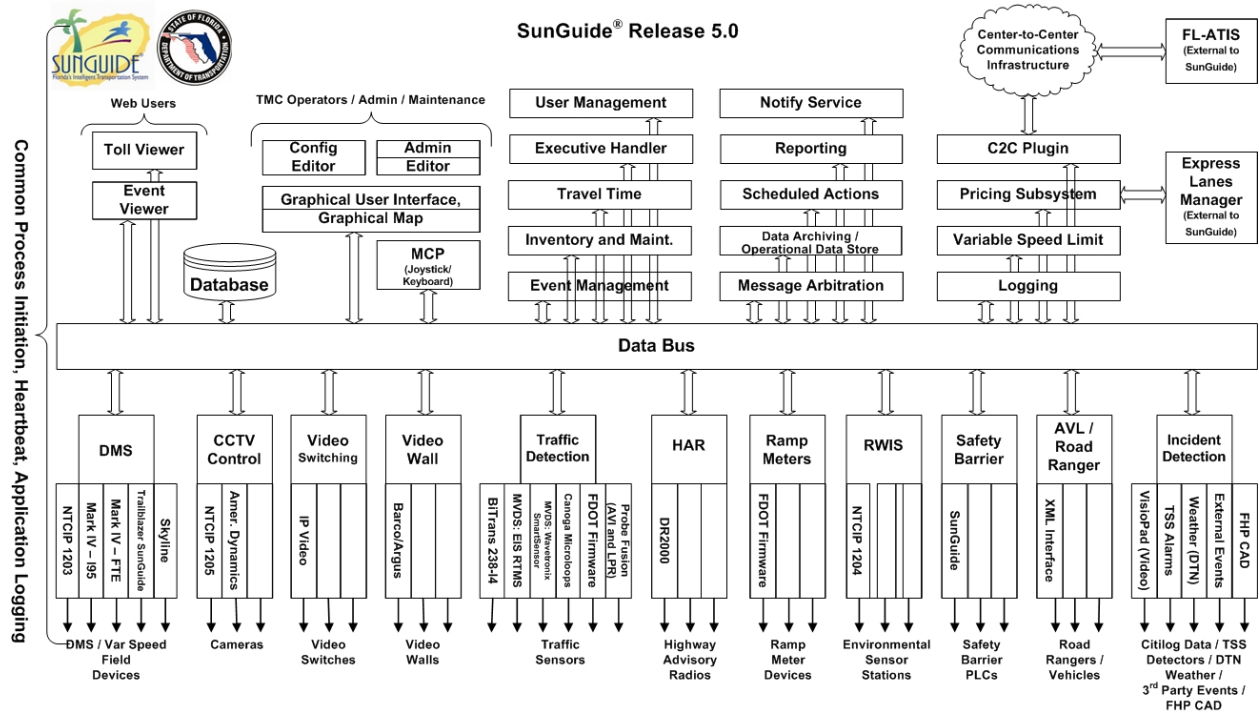 SunGuide® Release 5.0
SUNGUIDE
Florida's Intelligent Transportation System
STATE OF FLORIDA
DEPARTMENT OF TRANSPORTATION
Common Process Initiation, Heartbeat, Application Logging
Web Users
Toll Viewer
Event
Viewer
TMC Operators / Admin / Maintenance
Config
Editor
Admin
Editor
Graphical User Interface,
Graphical Map
MCP
(Joystick/
Keyboard)
Database
User Management
Executive Handler
Travel Time
Inventory and Maint.
Event Management
Notify Service
Reporting
Scheduled Actions
Data Archiving /
Operational Data Store
Message Arbitration
Center-to-Center
Communications
Infrastructure
C2C Plugin
Pricing Subsystem
Variable Speed Limit
Logging
FL-ATIS
(External to
SunGuide)
Express
Lanes
Manager
(External to
SunGuide)
Data Bus
DMS
NTCIP 1203
Mark IV – I95
Mark IV – FTE
Trailblazer SunGuide
Skyline
DMS / Var Speed
Field
Devices
CCTV
Control
NTCIP 1205
Amer. Dynamics
Cameras
Video
Switching
IP Video
Video
Switches
Video
Wall
Barco/Argus
Video
Walls
Traffic
Detection
BiTrans 238-I4
MVDS: EIS RTMS
MVDS: Wavetronix
SmartSensor
Canoga Microloops
FDOT Firmware
Probe Fusion
(AVI and LPR)
Traffic
Sensors
HAR
DR2000
Highway
Advisory
Radios
Ramp
Meters
FDOT Firmware
Ramp
Meter
Devices
RWIS
NTCIP 1204
Environmental
Sensor
Stations
Safety
Barrier
SunGuide
Safety
Barrier
PLCs
AVL /
Road
Ranger
XML Interface
Road
Rangers /
Vehicles
Incident
Detection
VisioPad (Video)
TSS Alarms
Weather (DTN)
External Events
FHP CAD
Citilog Data / TSS
Detectors / DTN
Weather /
3rd Party Events /
FHP CAD